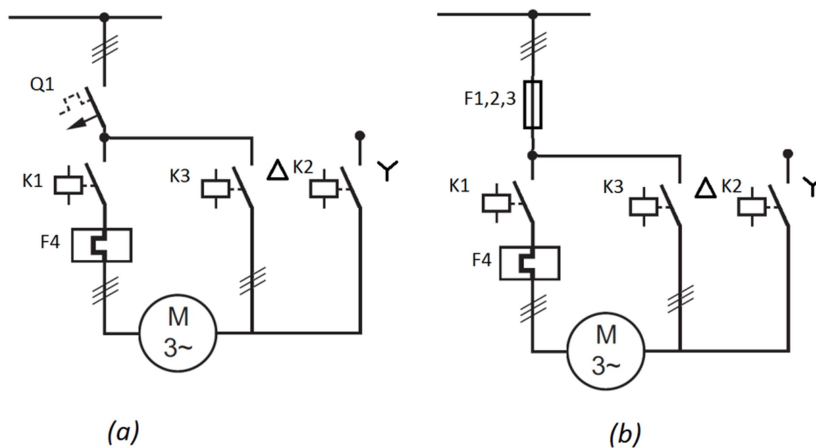 Q1
K1
K3
Δ
K2
Y
F4
M
3~
(a)
F1,2,3
K1
K3
Δ
K2
Y
F4
M
3~
(b)